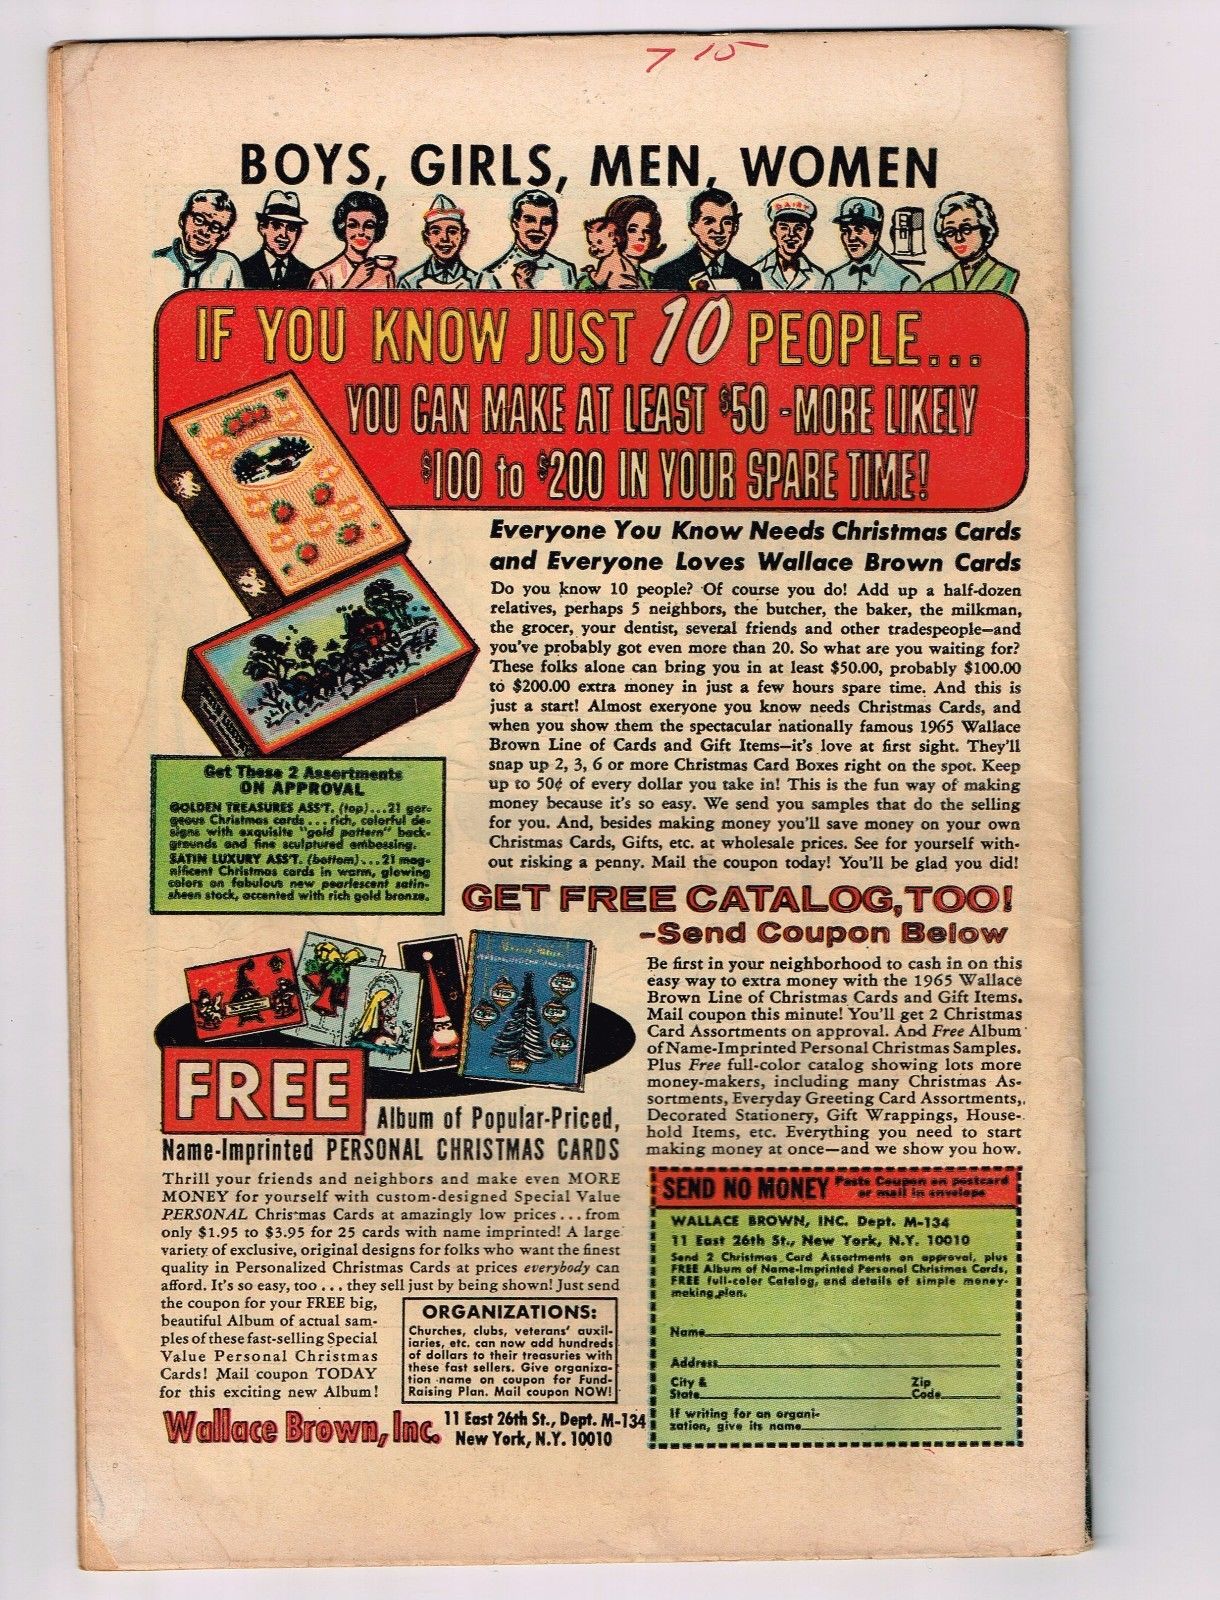 7 15
BOYS, GIRLS, MEN, WOMEN
DAIRY
IF YOU KNOW JUST 10 PEOPLE...
YOU CAN MAKE AT LEAST $50 - MORE LIKELY
$100 to $200 IN YOUR SPARE TIME!
Everyone You Know Needs Christmas Cards
and Everyone Loves Wallace Brown Cards
Do you know 10 people? Of course you do! Add up a half-dozen
relatives, perhaps 5 neighbors, the butcher, the baker, the milkman,
the grocer, your dentist, several friends and other tradespeople—and
you've probably got even more than 20. So what are you waiting for?
These folks alone can bring you in at least $50.00, probably $100.00
to $200.00 extra money in just a few hours spare time. And this is
just a start! Almost exeryone you know needs Christmas Cards, and
when you show them the spectacular nationally famous 1965 Wallace
Brown Line of Cards and Gift Items—it's love at first sight. They'll
snap up 2, 3, 6 or more Christmas Card Boxes right on the spot. Keep
up to 50¢ of every dollar you take in! This is the fun way of making
money because it's so easy. We send you samples that do the selling
for you. And, besides making money you'll save money on your own
Christmas Cards, Gifts, etc. at wholesale prices. See for yourself with-
out risking a penny. Mail the coupon today! You'll be glad you did!
Get These 2 Assortments
ON APPROVAL
GOLDEN TREASURES ASS'T. (top)...21 gor-
geous Christmas cards...rich, colorful de-
signs with exquisite "gold pattern" back-
grounds and fine sculptured embossing.
SATIN LUXURY ASS'T. (bottom)...21 mag-
nificent Christmas cards in warm, glowing
colors on fabulous new pearlescent satin-
sheen stock, accented with rich gold bronze.
GET FREE CATALOG, TOO!
-Send Coupon Below
Be first in your neighborhood to cash in on this
easy way to extra money with the 1965 Wallace
Brown Line of Christmas Cards and Gift Items.
Mail coupon this minute! You'll get 2 Christmas
Card Assortments on approval. And Free Album
of Name-Imprinted Personal Christmas Samples.
Plus Free full-color catalog showing lots more
money-makers, including many Christmas As-
sortments, Everyday Greeting Card Assortments,
Decorated Stationery, Gift Wrappings, House-
hold Items, etc. Everything you need to start
making money at once—and we show you how.
FREE
Album of Popular-Priced,
Name-Imprinted PERSONAL CHRISTMAS CARDS
Thrill your friends and neighbors and make even MORE
MONEY for yourself with custom-designed Special Value
PERSONAL Christmas Cards at amazingly low prices...from
only $1.95 to $3.95 for 25 cards with name imprinted! A large
variety of exclusive, original designs for folks who want the finest
quality in Personalized Christmas Cards at prices everybody can
afford. It's so easy, too...they sell just by being shown! Just send
the coupon for your FREE big,
beautiful Album of actual sam-
ples of these fast-selling Special
Value Personal Christmas
Cards! Mail coupon TODAY
for this exciting new Album!
ORGANIZATIONS:
Churches, clubs, veterans' auxil-
iaries, etc. can now add hundreds
of dollars to their treasuries with
these fast sellers. Give organiza-
tion name on coupon for Fund-
Raising Plan. Mail coupon NOW!
Wallace Brown, Inc.
11 East 26th St., Dept. M-134
New York, N.Y. 10010
SEND NO MONEY Paste Coupon on postcard
or mail in envelope
WALLACE BROWN, INC. Dept. M-134
11 East 26th St., New York, N.Y. 10010
Send 2 Christmas Card Assortments on approval, plus
FREE Album of Name-Imprinted Personal Christmas Cards,
FREE full-color Catalog, and details of simple money-
making plan.
Name
Address
City & State
Zip Code
If writing for an organi-
zation, give its name